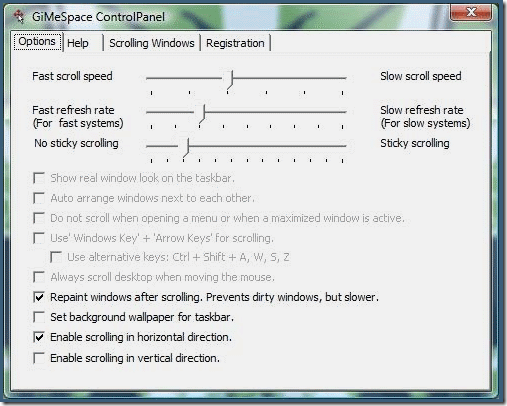 GiMeSpace ControlPanel
Options Help Scrolling Windows Registration
Fast scroll speed Slow scroll speed
Fast refresh rate Slow refresh rate
(For fast systems) (For slow systems)
No sticky scrolling Sticky scrolling
Show real window look on the taskbar.
Auto arrange windows next to each other.
Do not scroll when opening a menu or when a maximized window is active.
Use' Windows Key' + 'Arrow Keys' for scrolling.
Use alternative keys: Ctrl + Shift + A, W, S, Z
Always scroll desktop when moving the mouse.
Repaint windows after scrolling. Prevents dirty windows, but slower.
Set background wallpaper for taskbar.
Enable scrolling in horizontal direction.
Enable scrolling in vertical direction.